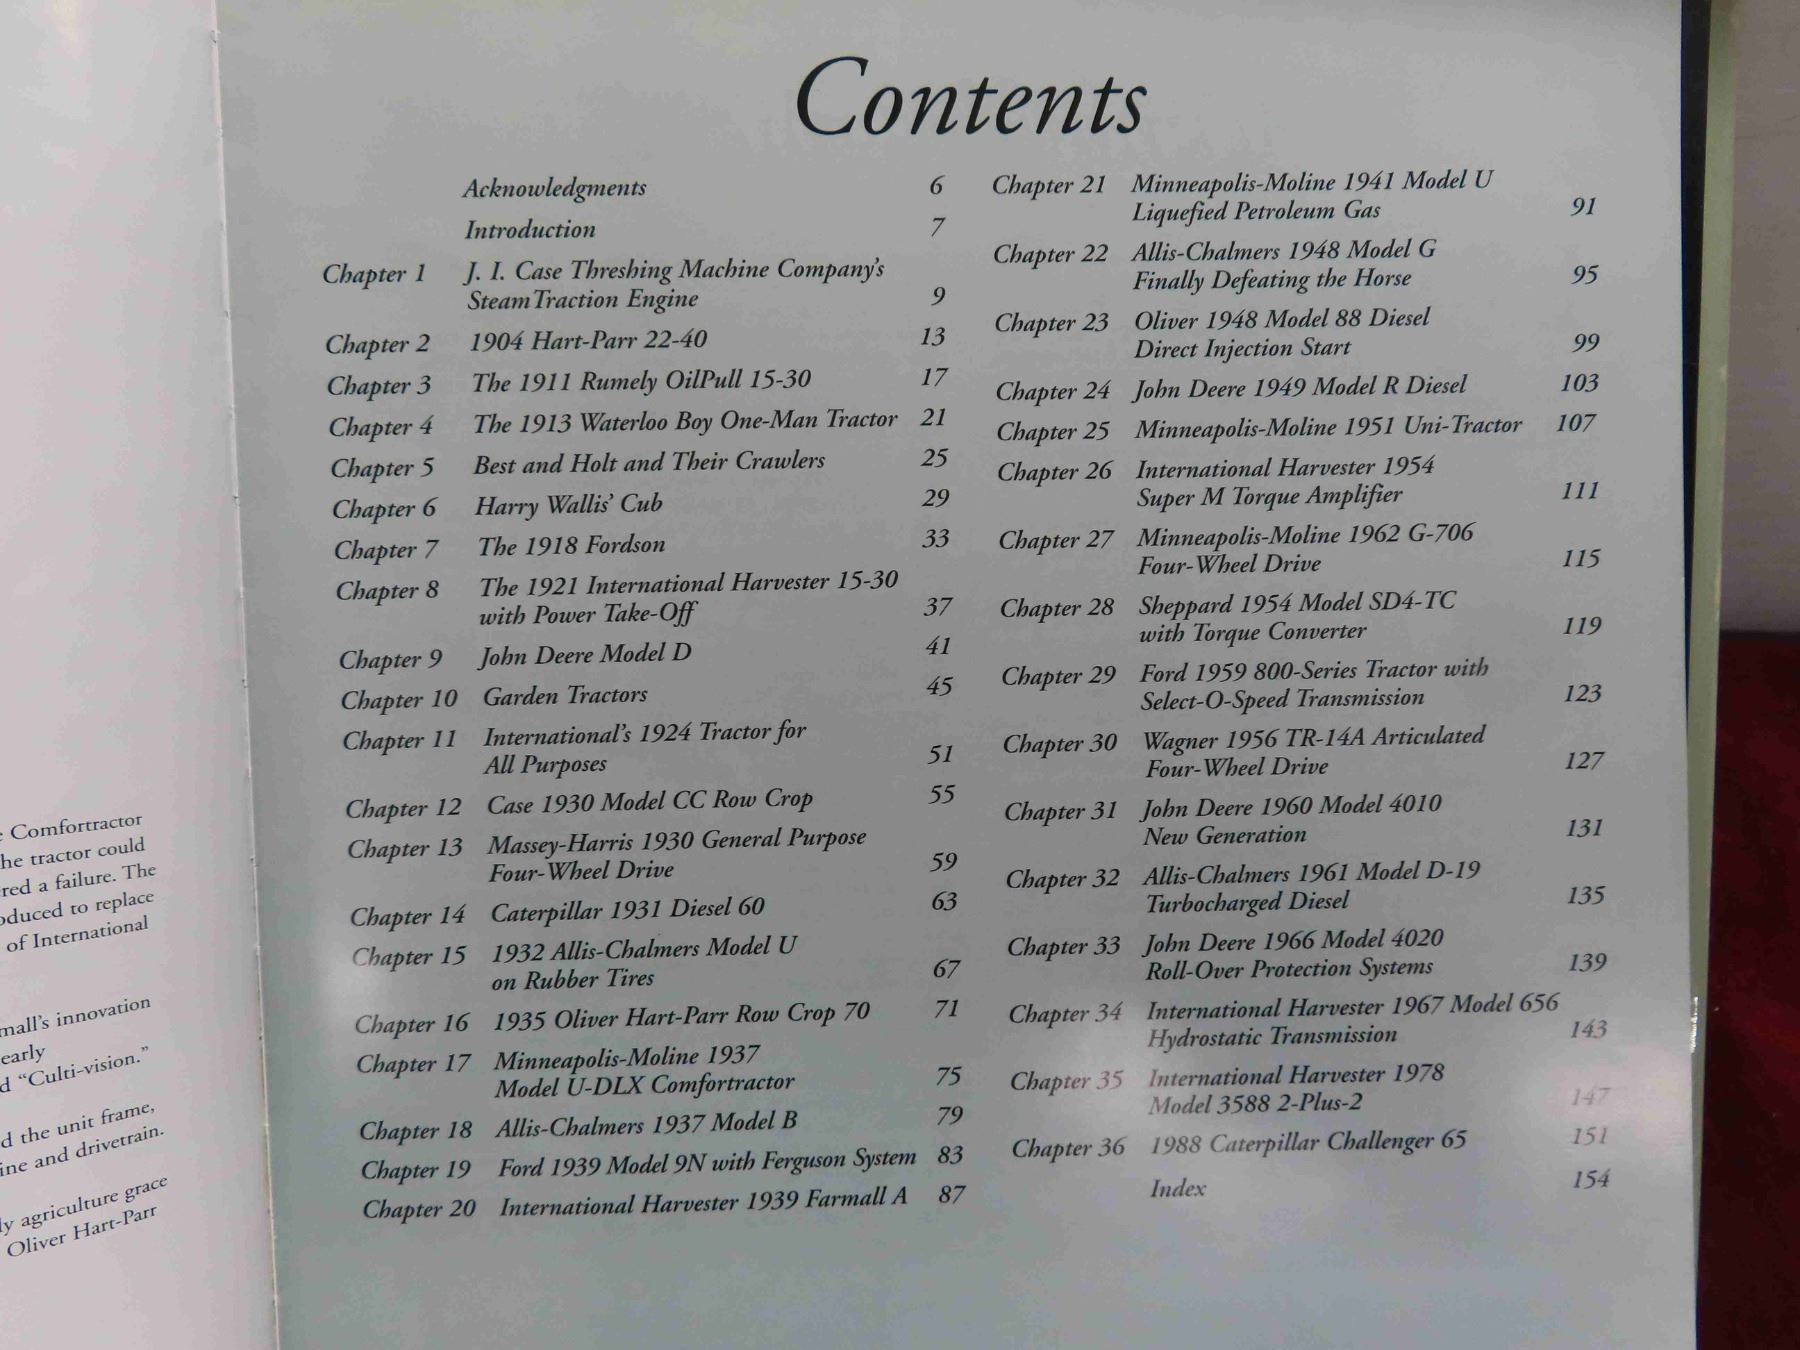 Comfortractor
he tractor could
red a failure. The
oduced to replace
of International
mall's innovation
early
d "Culti-vision."
d the unit frame,
ine and drivetrain.
ly agriculture grace
Oliver Hart-Parr
Contents
Acknowledgments 6
Introduction 7
Chapter 1 J. I. Case Threshing Machine Company's
Steam Traction Engine 9
Chapter 2 1904 Hart-Parr 22-40 13
Chapter 3 The 1911 Rumely OilPull 15-30 17
Chapter 4 The 1913 Waterloo Boy One-Man Tractor 21
Chapter 5 Best and Holt and Their Crawlers 25
Chapter 6 Harry Wallis' Cub 29
Chapter 7 The 1918 Fordson 33
Chapter 8 The 1921 International Harvester 15-30
with Power Take-Off 37
Chapter 9 John Deere Model D 41
Chapter 10 Garden Tractors 45
Chapter 11 International's 1924 Tractor for
All Purposes 51
Chapter 12 Case 1930 Model CC Row Crop 55
Chapter 13 Massey-Harris 1930 General Purpose
Four-Wheel Drive 59
Chapter 14 Caterpillar 1931 Diesel 60 63
Chapter 15 1932 Allis-Chalmers Model U
on Rubber Tires 67
Chapter 16 1935 Oliver Hart-Parr Row Crop 70 71
Chapter 17 Minneapolis-Moline 1937
Model U-DLX Comfortractor 75
Chapter 18 Allis-Chalmers 1937 Model B 79
Chapter 19 Ford 1939 Model 9N with Ferguson System 83
Chapter 20 International Harvester 1939 Farmall A 87
Chapter 21 Minneapolis-Moline 1941 Model U
Liquefied Petroleum Gas 91
Chapter 22 Allis-Chalmers 1948 Model G
Finally Defeating the Horse 95
Chapter 23 Oliver 1948 Model 88 Diesel
Direct Injection Start 99
Chapter 24 John Deere 1949 Model R Diesel 103
Chapter 25 Minneapolis-Moline 1951 Uni-Tractor 107
Chapter 26 International Harvester 1954
Super M Torque Amplifier 111
Chapter 27 Minneapolis-Moline 1962 G-706
Four-Wheel Drive 115
Chapter 28 Sheppard 1954 Model SD4-TC
with Torque Converter 119
Chapter 29 Ford 1959 800-Series Tractor with
Select-O-Speed Transmission 123
Chapter 30 Wagner 1956 TR-14A Articulated
Four-Wheel Drive 127
Chapter 31 John Deere 1960 Model 4010
New Generation 131
Chapter 32 Allis-Chalmers 1961 Model D-19
Turbocharged Diesel 135
Chapter 33 John Deere 1966 Model 4020
Roll-Over Protection Systems 139
Chapter 34 International Harvester 1967 Model 656
Hydrostatic Transmission 143
Chapter 35 International Harvester 1978
Model 3588 2-Plus-2 147
Chapter 36 1988 Caterpillar Challenger 65 151
Index 154